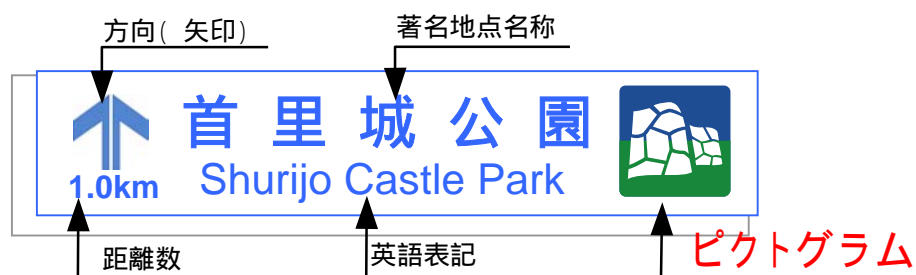 方向( 矢印)
著名地点名称
首里城公園
Shurijo Castle Park
1.0km
距離数
英語表記
ピクトグラム